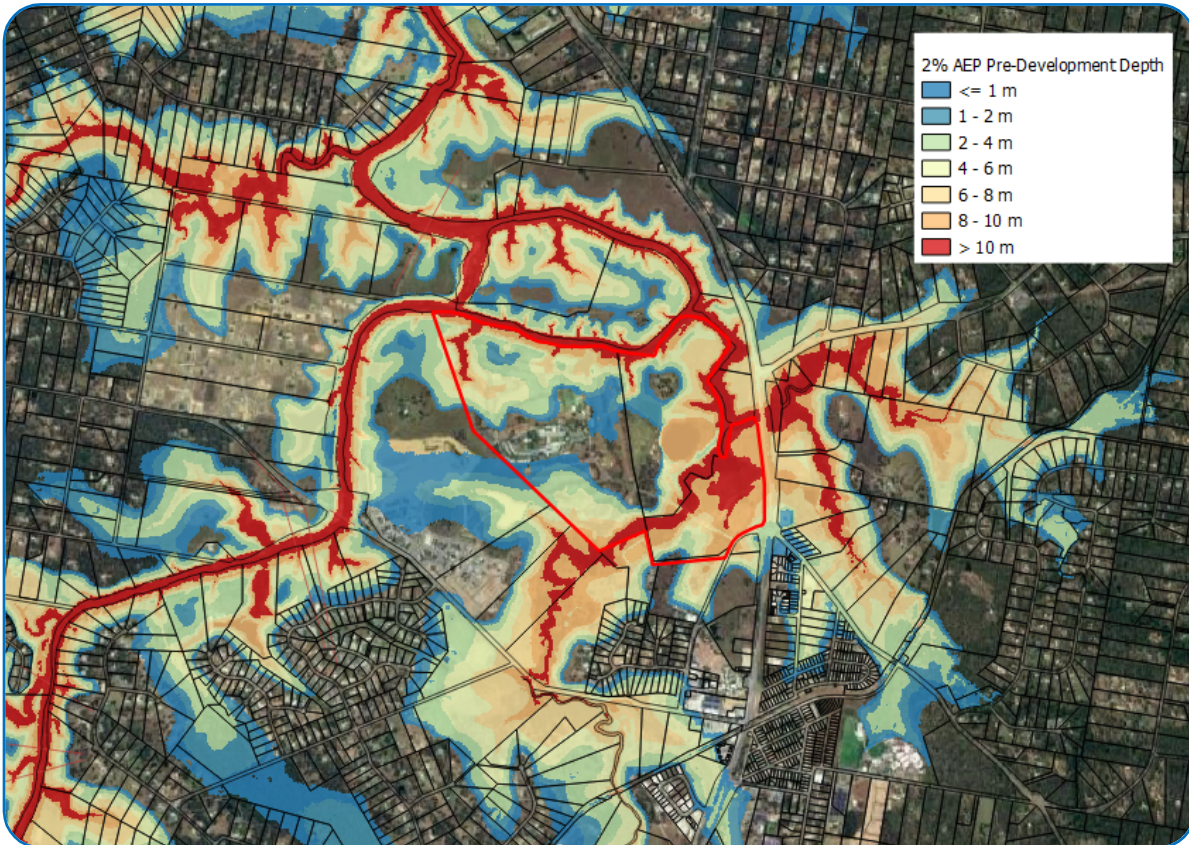 2% AEP Pre-Development Depth
<= 1 m
1 - 2 m
2 - 4 m
4 - 6 m
6 - 8 m
8 - 10 m
> 10 m